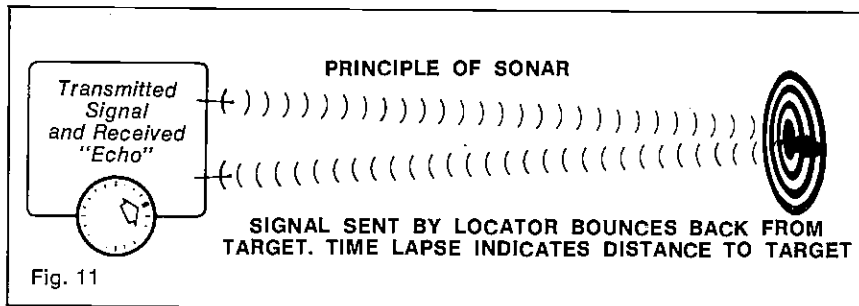 PRINCIPLE OF SONAR
Transmitted
Signal
and Received
"Echo"
SIGNAL SENT BY LOCATOR BOUNCES BACK FROM
TARGET. TIME LAPSE INDICATES DISTANCE TO TARGET
Fig. 11